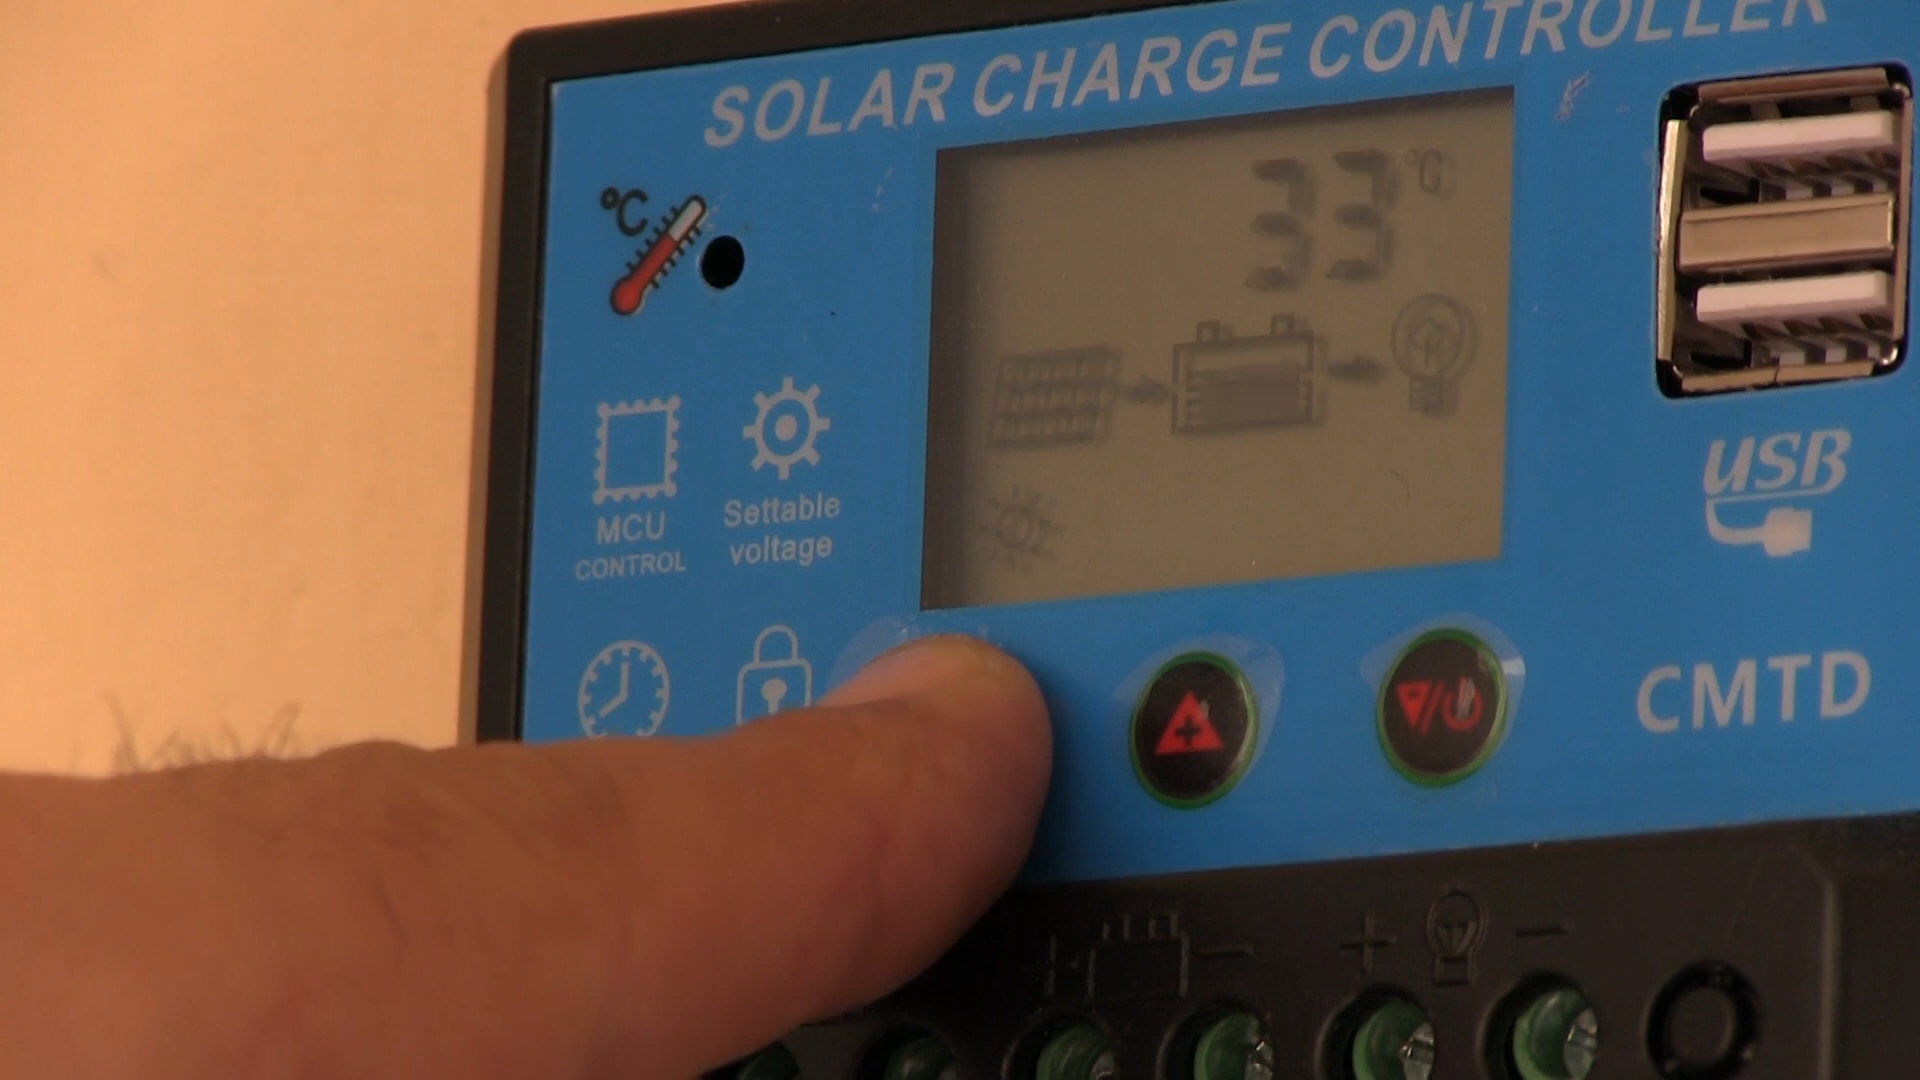 SOLAR CHARGE CONTROLLER
°C
33 °C
MCU
CONTROL
Settable
voltage
USB
CMTD
+ - + -